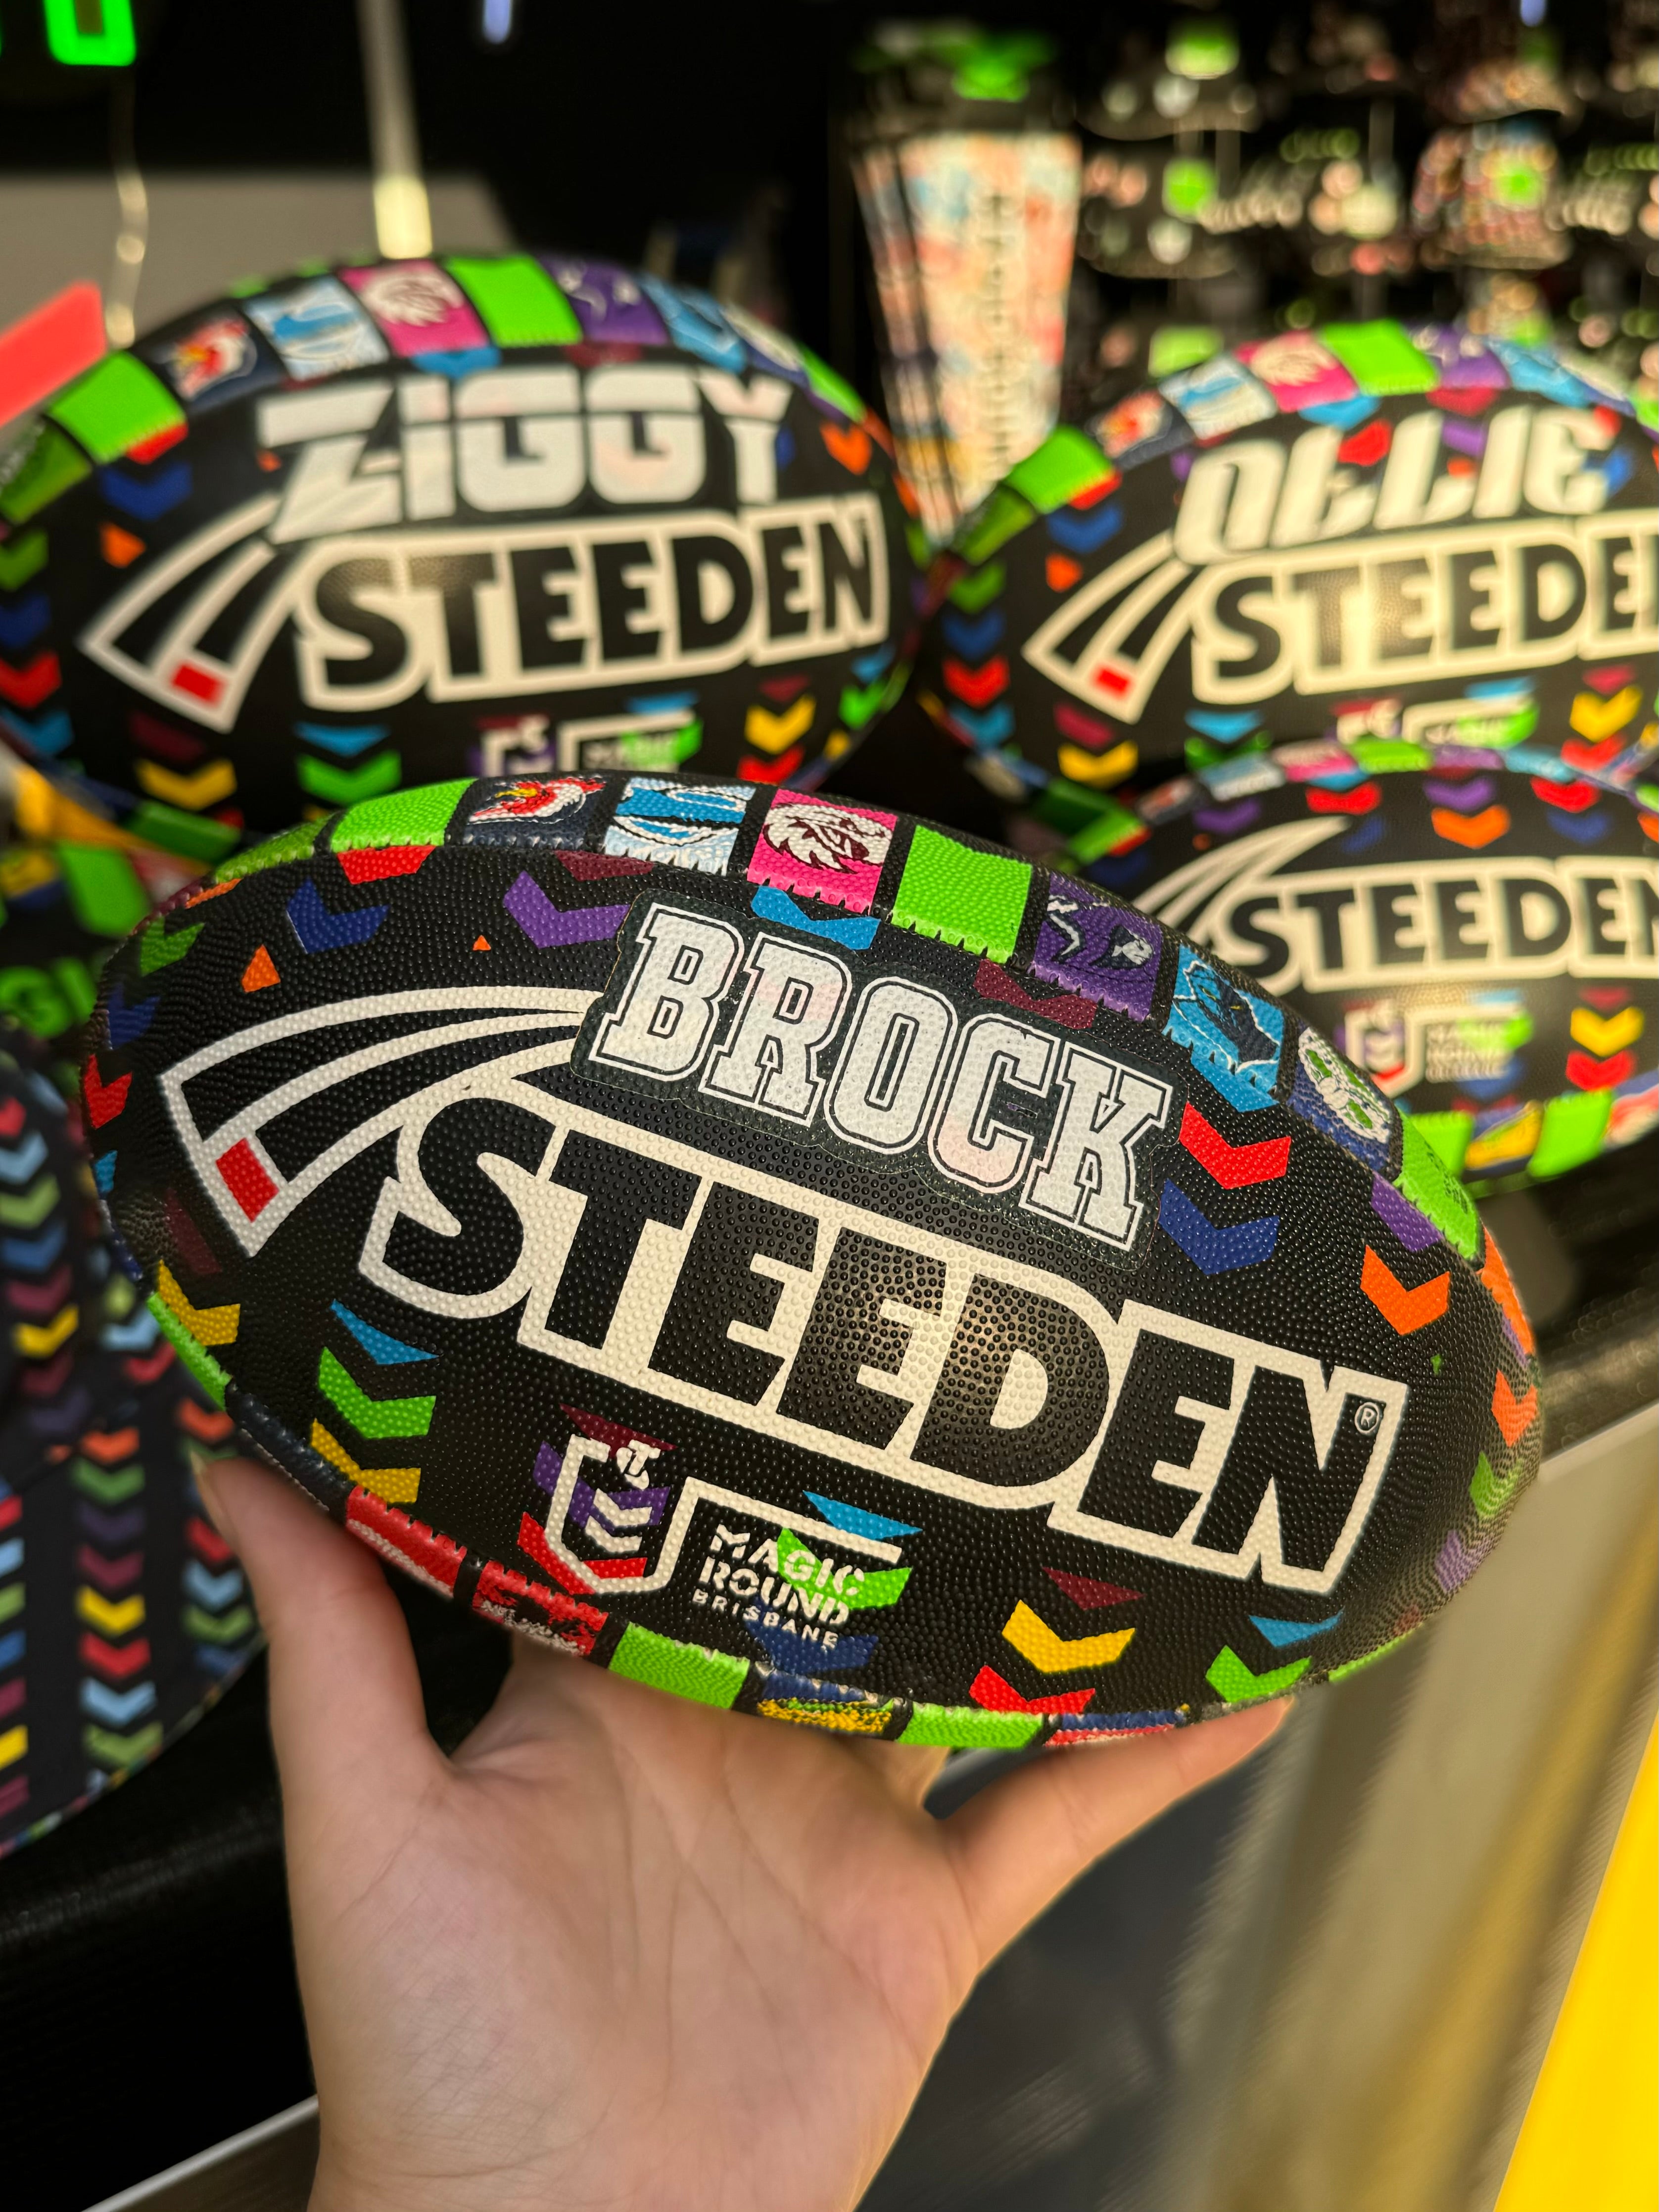 ZIGGY
STEEDEN
OLLIE
STEEDEN
STEEDEN
BROCK
STEEDEN®
MAGIC
ROUND
BRISBANE